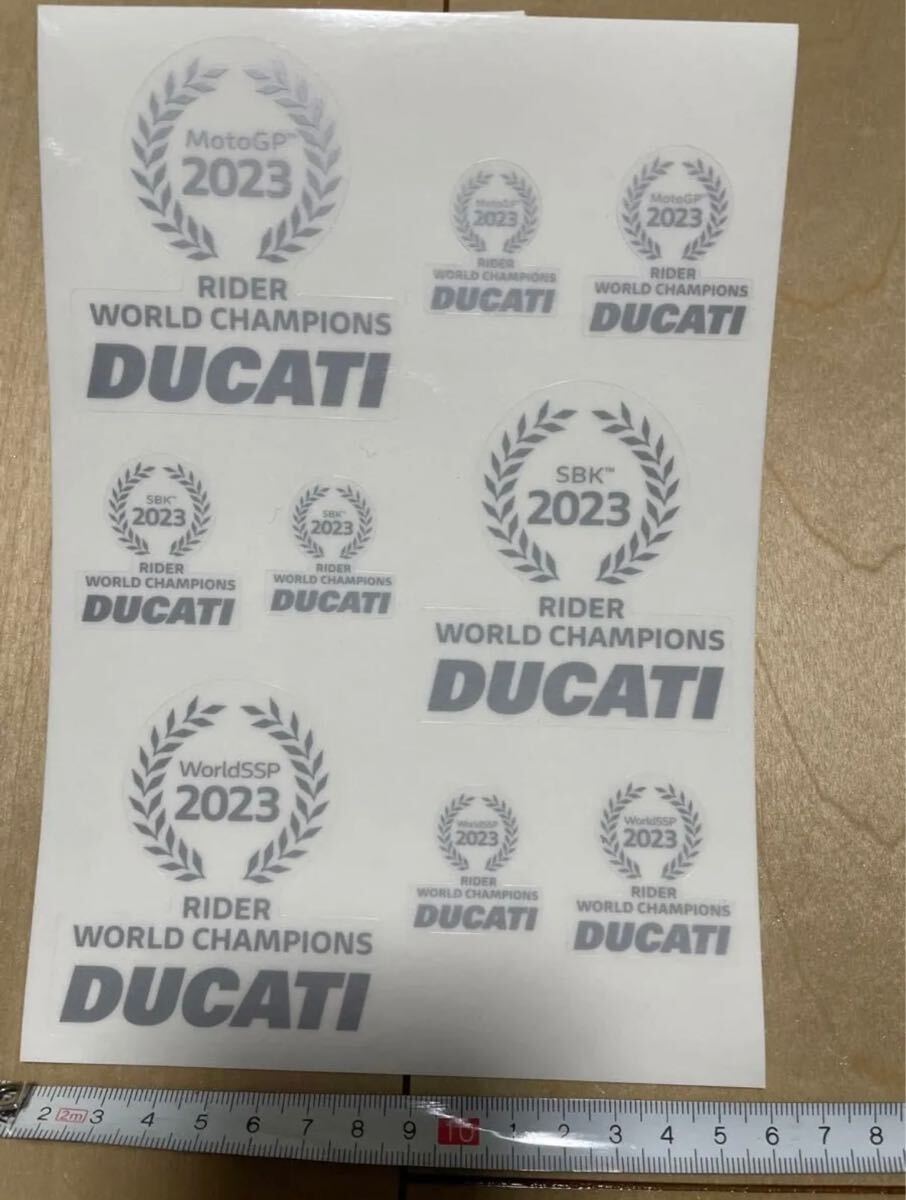 MotoGP™
2023
RIDER
WORLD CHAMPIONS
DUCATI
MotoGP™
2023
RIDER
WORLD CHAMPIONS
DUCATI
MotoGP™
2023
RIDER
WORLD CHAMPIONS
DUCATI
SBK™
2023
RIDER
WORLD CHAMPIONS
DUCATI
SBK™
2023
RIDER
WORLD CHAMPIONS
DUCATI
SBK™
2023
RIDER
WORLD CHAMPIONS
DUCATI
WorldSSP
2023
RIDER
WORLD CHAMPIONS
DUCATI
WorldSSP
2023
RIDER
WORLD CHAMPIONS
DUCATI
WorldSSP
2023
RIDER
WORLD CHAMPIONS
DUCATI
2 2m 3 4 5 6 7 8 9 10 1 2 3 4 5 6 7 8